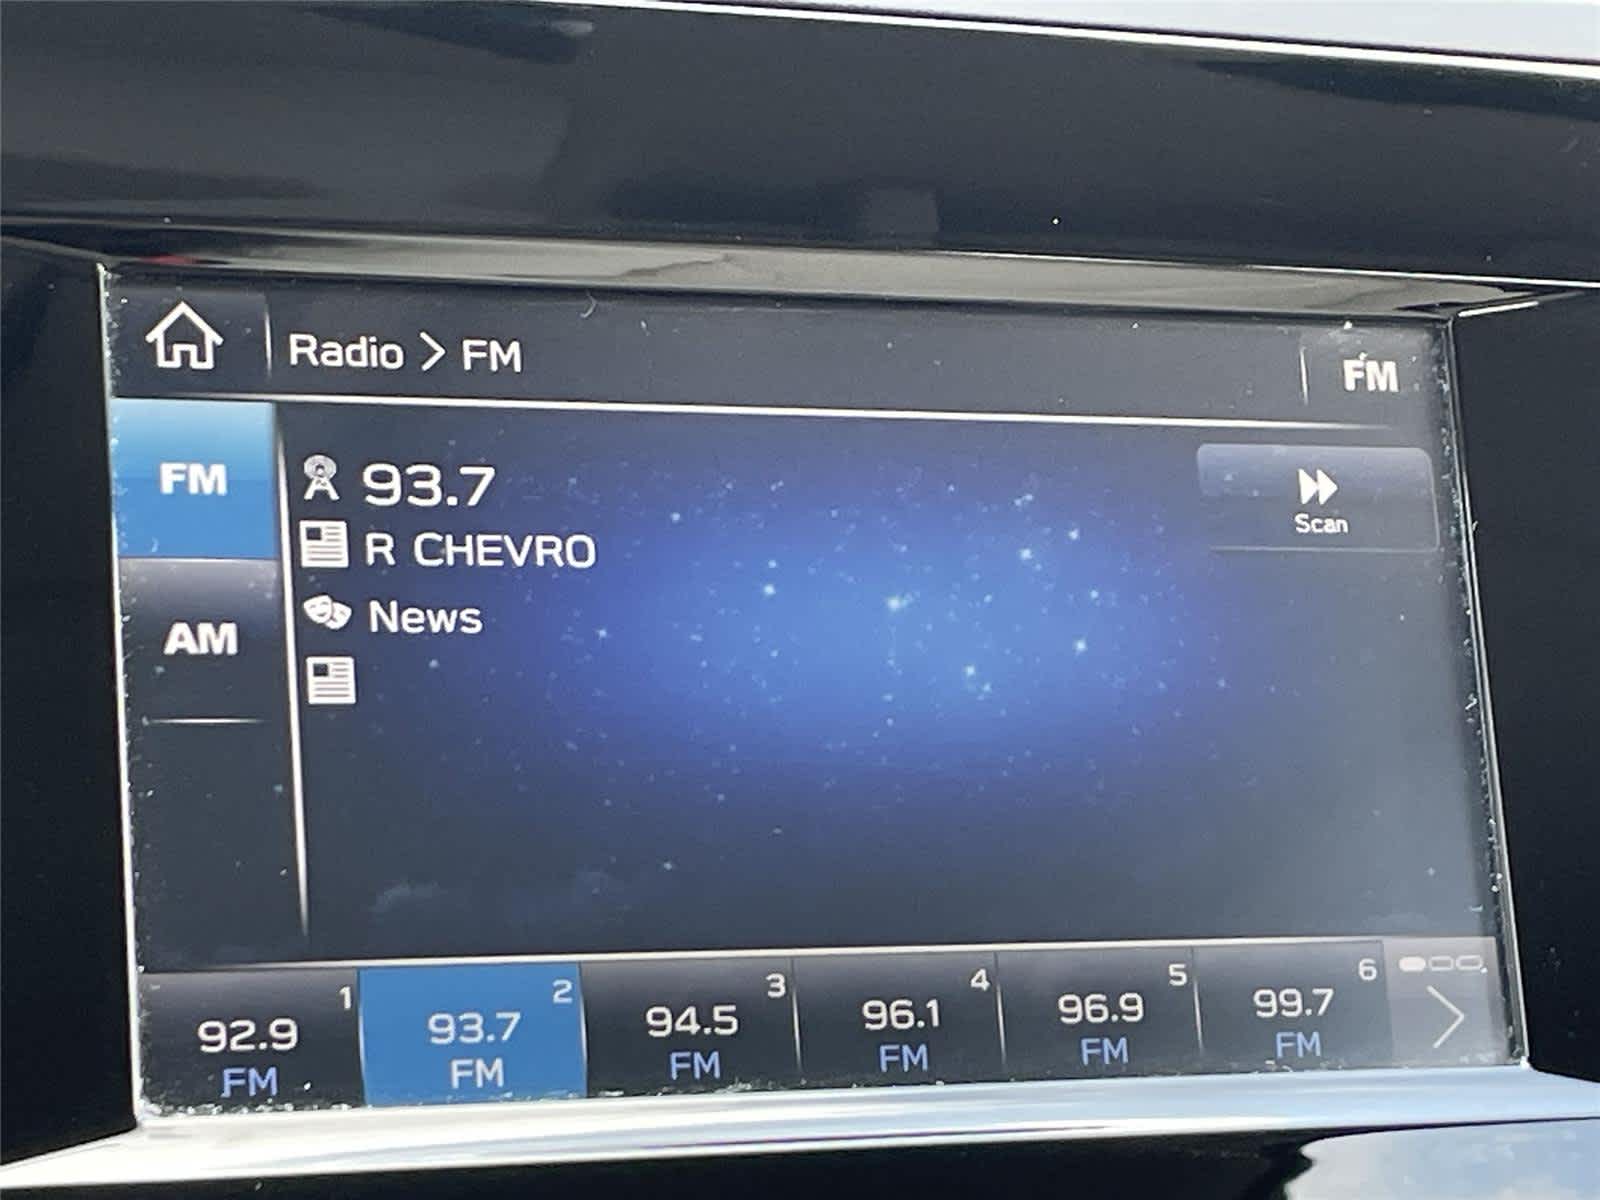 Radio > FM
FM
FM
93.7
R CHEVRO
Scan
News
AM
1
92.9
FM
2
93.7
FM
3
94.5
FM
4
96.1
FM
5
96.9
FM
6
99.7
FM